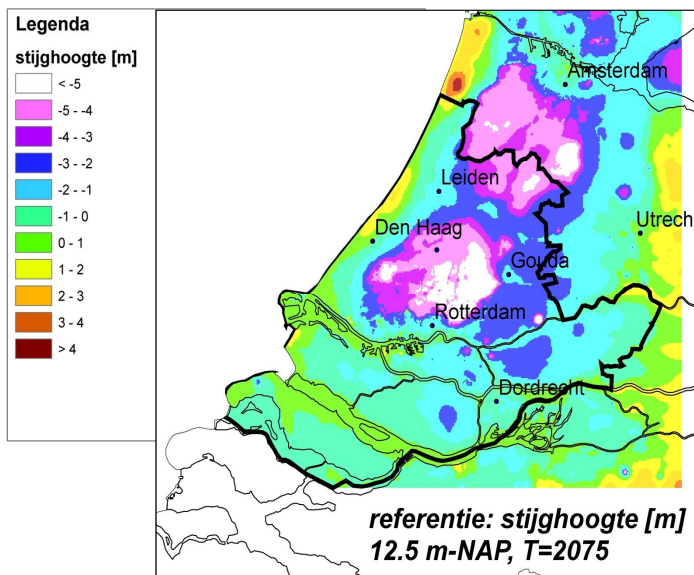 Legenda
stijghoogte [m]
< -5
-5 - -4
-4 - -3
-3 - -2
-2 - -1
-1 - 0
0 - 1
1 - 2
2 - 3
3 - 4
> 4
Amsterdam
Leiden
Utrech
Den Haag
Gouda
Rotterdam
Dordrecht
referentie: stijghoogte [m]
12.5 m-NAP, T=2075